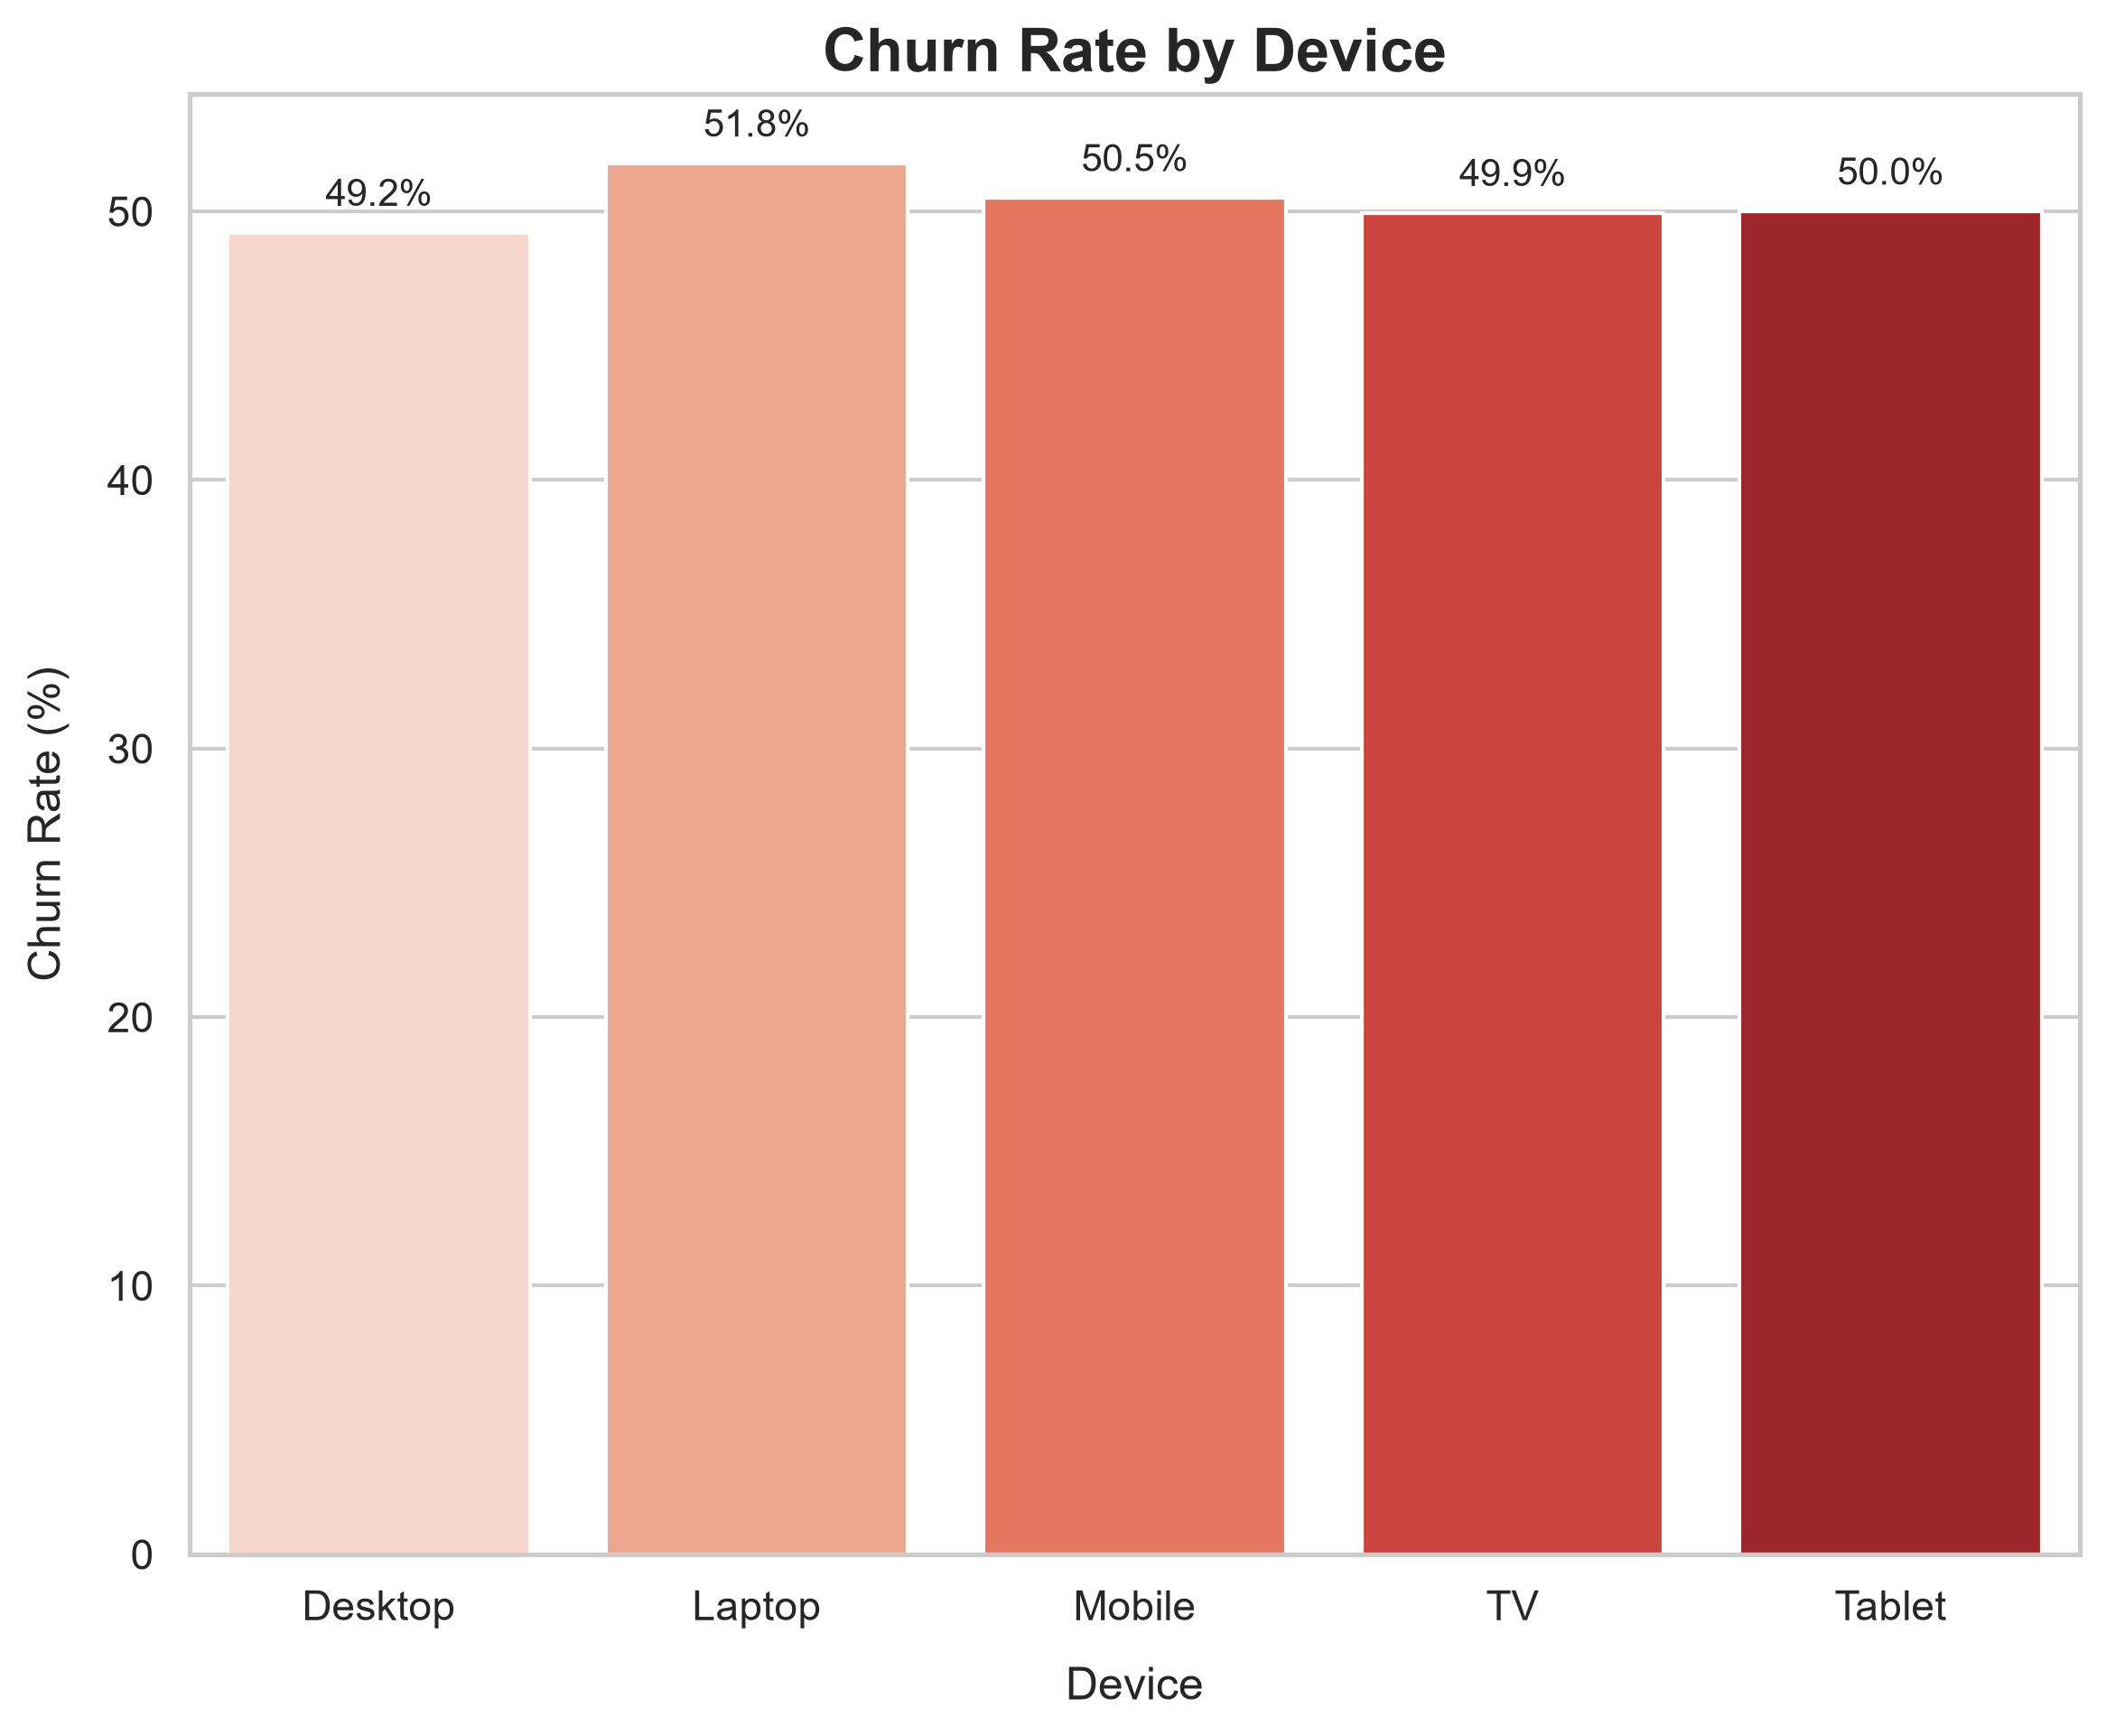 Churn Rate by Device
49.2%
51.8%
50.5%
49.9%
50.0%
50
40
30
20
10
0
Churn Rate (%)
Desktop
Laptop
Mobile
TV
Tablet
Device